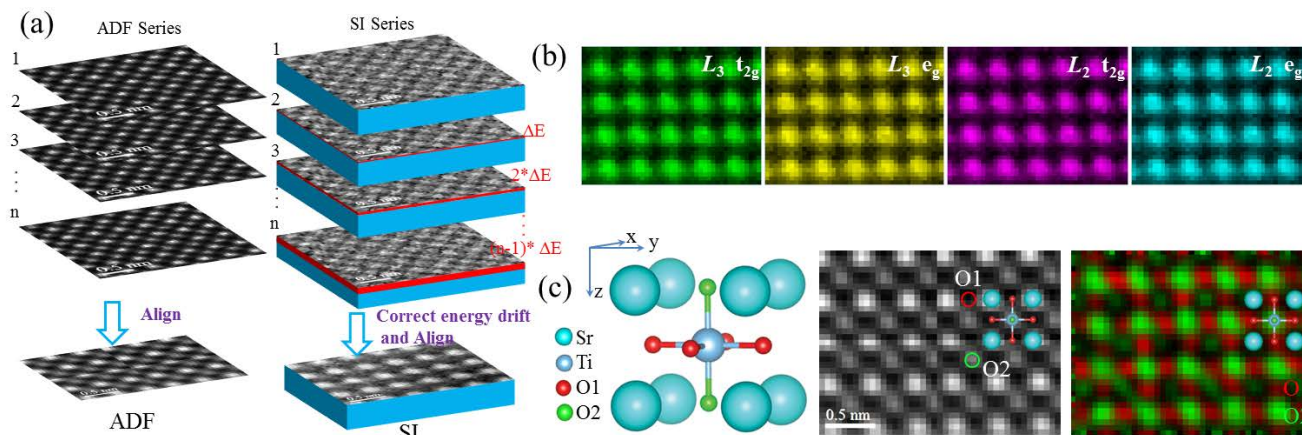 (a)
ADF Series
1
0.5 nm
2
0.5 nm
3
0.5 nm
n
0.5 nm
Align
0.5 nm
ADF
SI Series
1
2
ΔE
3
2*ΔE
n
(n-1)* ΔE
Correct energy drift
and Align
SI
(b)
L3 t2g
L3 eg
L2 t2g
L2 eg
(c)
x
y
z
Sr
Ti
O1
O2
O1
O2
0.5 nm
O
O